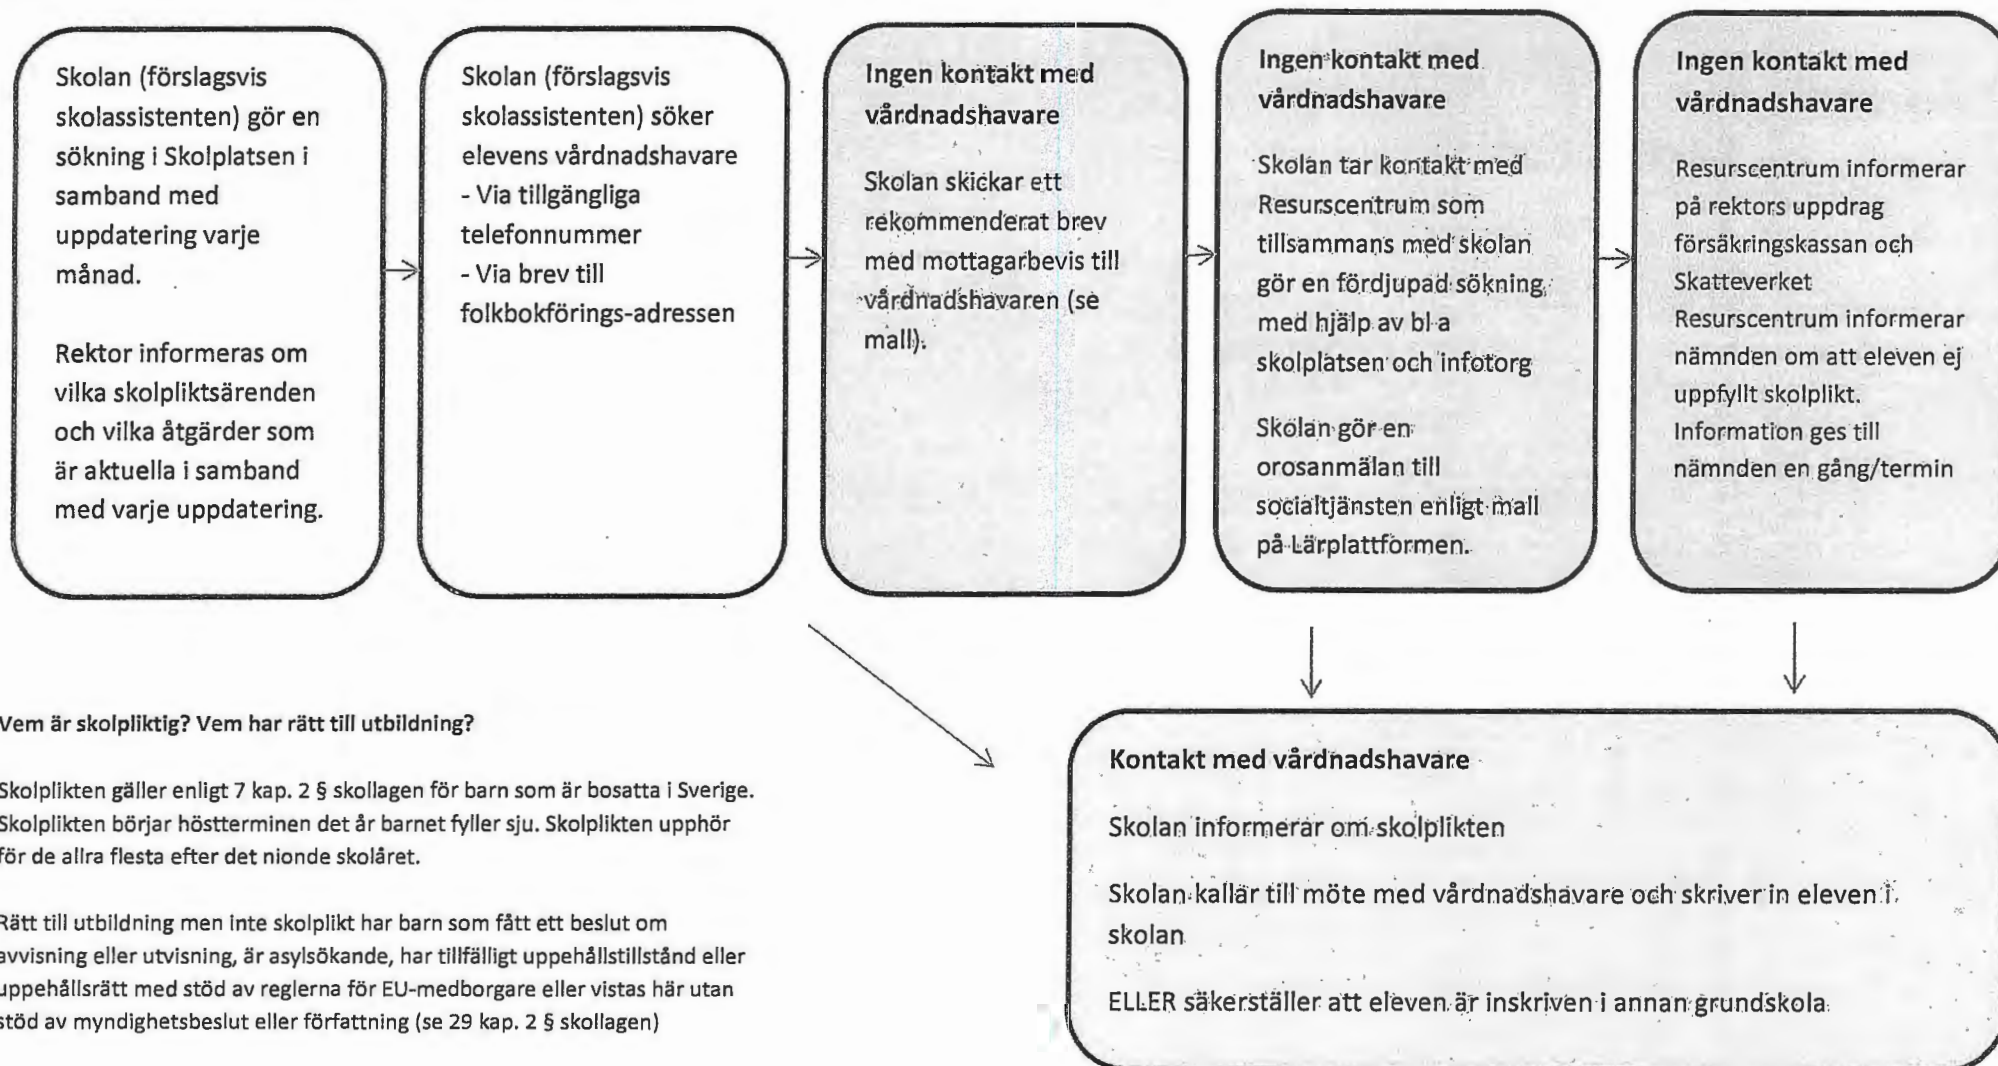 Skolan (förslagsvis
skolassistenten) gör en
sökning i Skolplatsen i
samband med
uppdatering varje
månad.
Rektor informeras om
vilka skolpliktsärenden
och vilka åtgärder som
är aktuella i samband
med varje uppdatering.
Skolan (förslagsvis
skolassistenten) söker
elevens vårdnadshavare
- Via tillgängliga
telefonnummer
- Via brev till
folkbokförings-adressen
Ingen kontakt med
vårdnadshavare
Skolan skickar ett
rekommenderat brev
med mottagarbevis till
vårdnadshavaren (se
mall).
Ingen kontakt med
vårdnadshavare
Skolan tar kontakt med
Resurscentrum som
tillsammans med skolan
gör en fördjupad sökning
med hjälp av bl a
skolplatsen och infotorg
Skolan gör en
orosanmälan till
socialtjänsten enligt mall
på Lärplattformen.
Ingen kontakt med
vårdnadshavare
Resurscentrum informerar
på rektors uppdrag
försäkringskassan och
Skatteverket
Resurscentrum informerar
nämnden om att eleven ej
uppfyllt skolplikt.
Information ges till
nämnden en gång/termin
Vem är skolpliktig? Vem har rätt till utbildning?
Skolplikten gäller enligt 7 kap. 2 § skollagen för barn som är bosatta i Sverige.
Skolplikten börjar höstterminen det år barnet fyller sju. Skolplikten upphör
för de allra flesta efter det nionde skolåret.
Rätt till utbildning men inte skolplikt har barn som fått ett beslut om
avvisning eller utvisning, är asylsökande, har tillfälligt uppehållstillstånd eller
uppehållsrätt med stöd av reglerna för EU-medborgare eller vistas här utan
stöd av myndighetsbeslut eller författning (se 29 kap. 2 § skollagen)
Kontakt med vårdnadshavare
Skolan informerar om skolplikten
Skolan kallar till möte med vårdnadshavare och skriver in eleven i
skolan
ELLER säkerställer att eleven är inskriven i annan grundskola